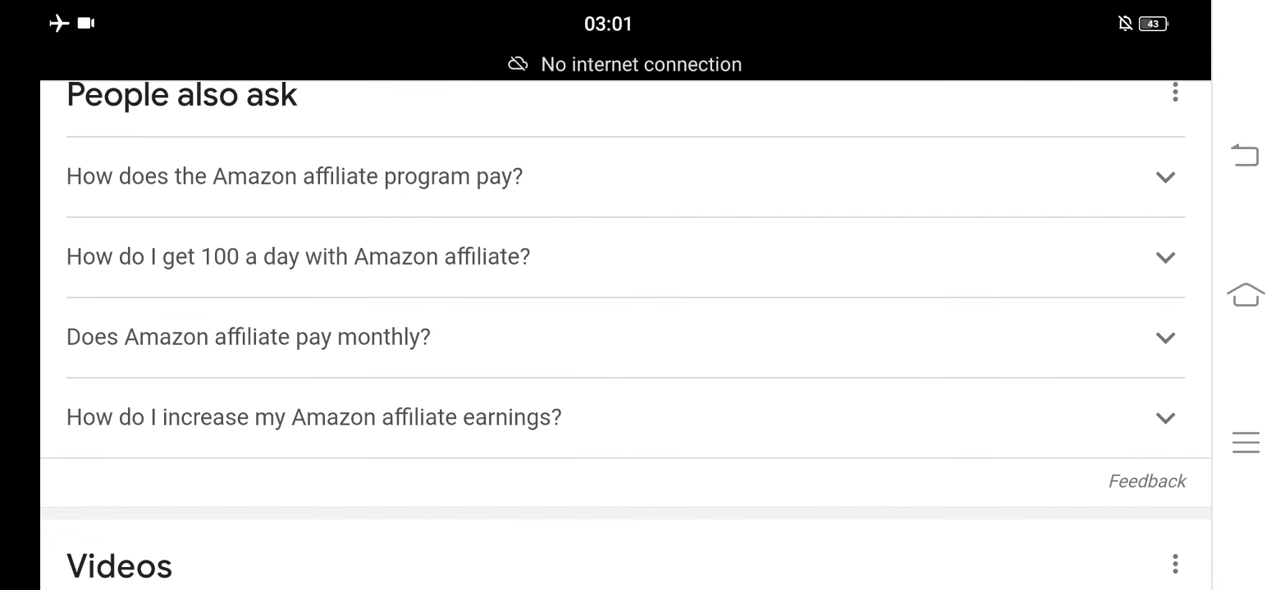 03:01
43
No internet connection
People also ask
How does the Amazon affiliate program pay?
How do I get 100 a day with Amazon affiliate?
Does Amazon affiliate pay monthly?
How do I increase my Amazon affiliate earnings?
Feedback
Videos